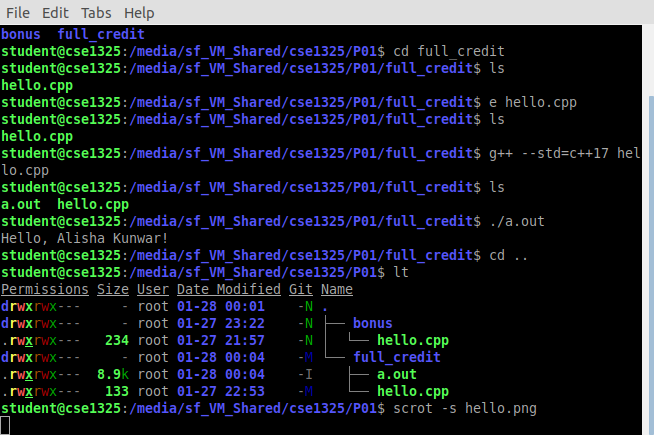 File Edit Tabs Help
bonus full_credit
student@cse1325:/media/sf_VM_Shared/cse1325/P01$ cd full_credit
student@cse1325:/media/sf_VM_Shared/cse1325/P01/full_credit$ ls
hello.cpp
student@cse1325:/media/sf_VM_Shared/cse1325/P01/full_credit$ e hello.cpp
student@cse1325:/media/sf_VM_Shared/cse1325/P01/full_credit$ ls
hello.cpp
student@cse1325:/media/sf_VM_Shared/cse1325/P01/full_credit$ g++ --std=c++17 hel
lo.cpp
student@cse1325:/media/sf_VM_Shared/cse1325/P01/full_credit$ ls
a.out hello.cpp
student@cse1325:/media/sf_VM_Shared/cse1325/P01/full_credit$ ./a.out
Hello, Alisha Kunwar!
student@cse1325:/media/sf_VM_Shared/cse1325/P01/full_credit$ cd ..
student@cse1325:/media/sf_VM_Shared/cse1325/P01$ lt
Permissions Size User Date Modified Git Name
drwxrwx--- - root 01-28 00:01 -N .
drwxrwx--- - root 01-27 23:22 -N ├── bonus
.rwxrwx--- 234 root 01-27 21:57 -N │ └── hello.cpp
drwxrwx--- - root 01-28 00:04 -M └── full_credit
.rwxrwx--- 8.9k root 01-28 00:04 -I ├── a.out
.rwxrwx--- 133 root 01-27 22:53 -M └── hello.cpp
student@cse1325:/media/sf_VM_Shared/cse1325/P01$ scrot -s hello.png